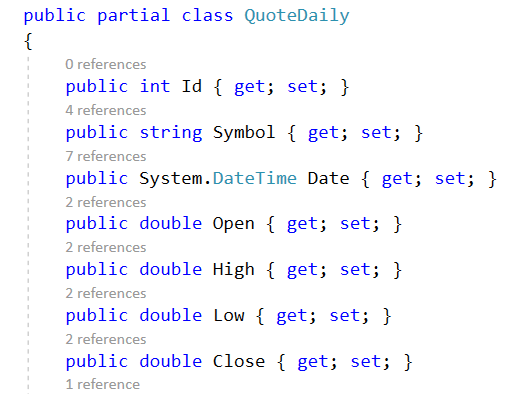 public partial class QuoteDaily
{
0 references
public int Id { get; set; }
4 references
public string Symbol { get; set; }
7 references
public System.DateTime Date { get; set; }
2 references
public double Open { get; set; }
2 references
public double High { get; set; }
2 references
public double Low { get; set; }
2 references
public double Close { get; set; }
1 reference